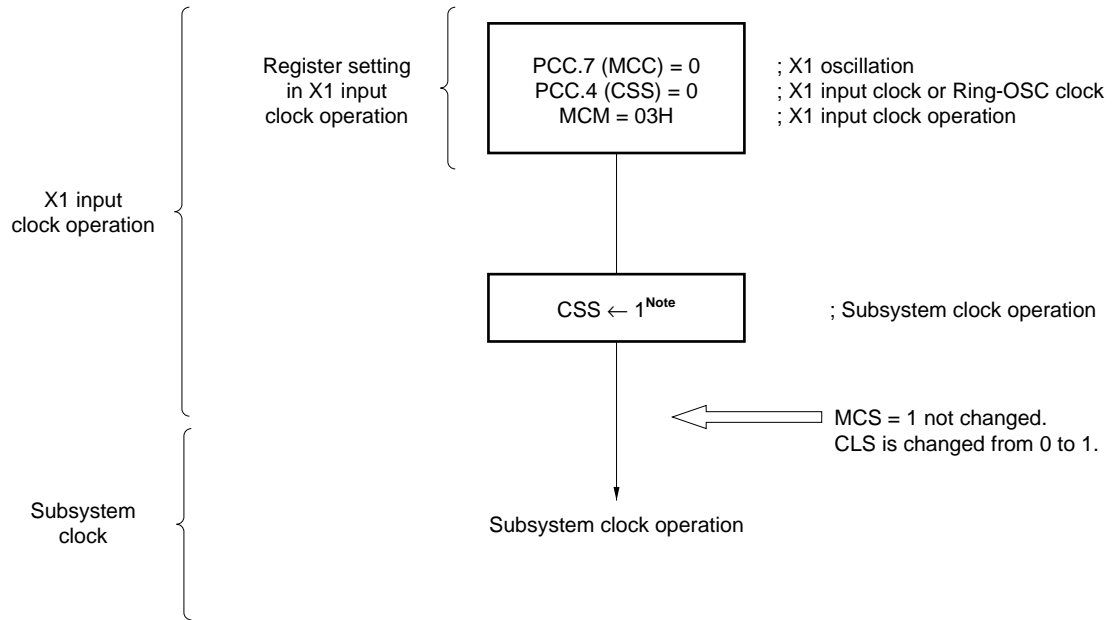 Register setting
in X1 input
clock operation
PCC.7 (MCC) = 0
PCC.4 (CSS) = 0
MCM = 03H
; X1 oscillation
; X1 input clock or Ring-OSC clock
; X1 input clock operation
X1 input
clock operation
CSS ← 1Note
; Subsystem clock operation
MCS = 1 not changed.
CLS is changed from 0 to 1.
Subsystem
clock
Subsystem clock operation